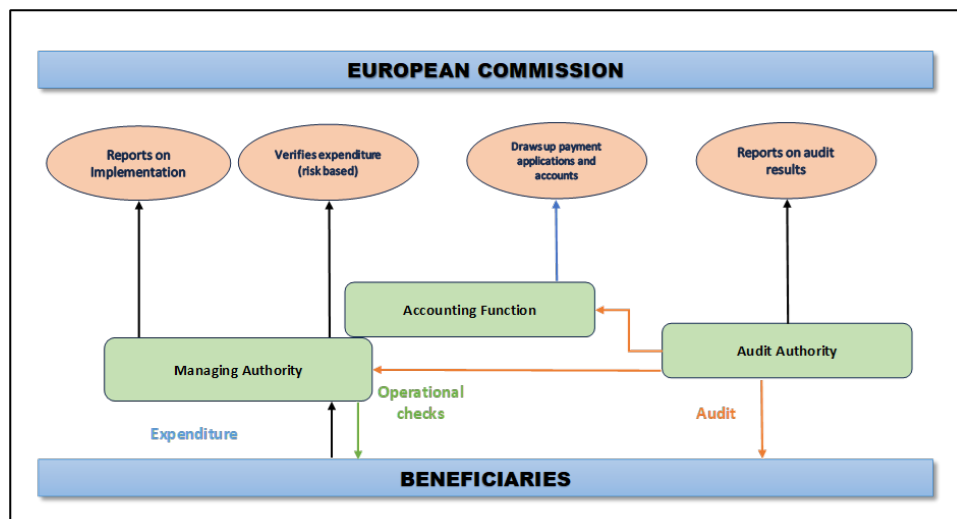 EUROPEAN COMMISSION
Reports on
Implementation
Verifies expenditure
(risk based)
Draws up payment
applications and
accounts
Reports on audit
results
Accounting Function
Managing Authority
Audit Authority
Operational
checks
Audit
Expenditure
BENEFICIARIES